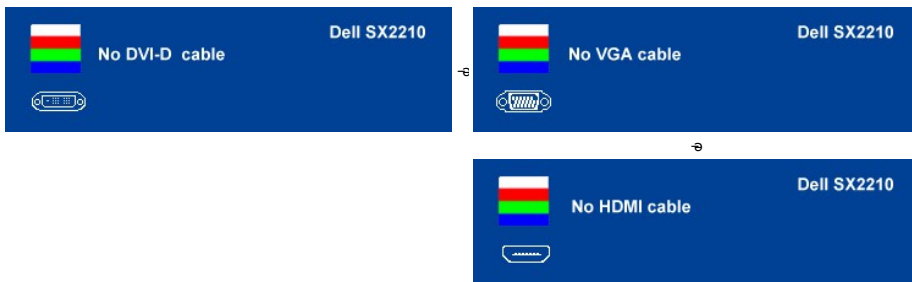 Dell SX2210
No DVI-D cable
Dell SX2210
No VGA cable
Dell SX2210
No HDMI cable